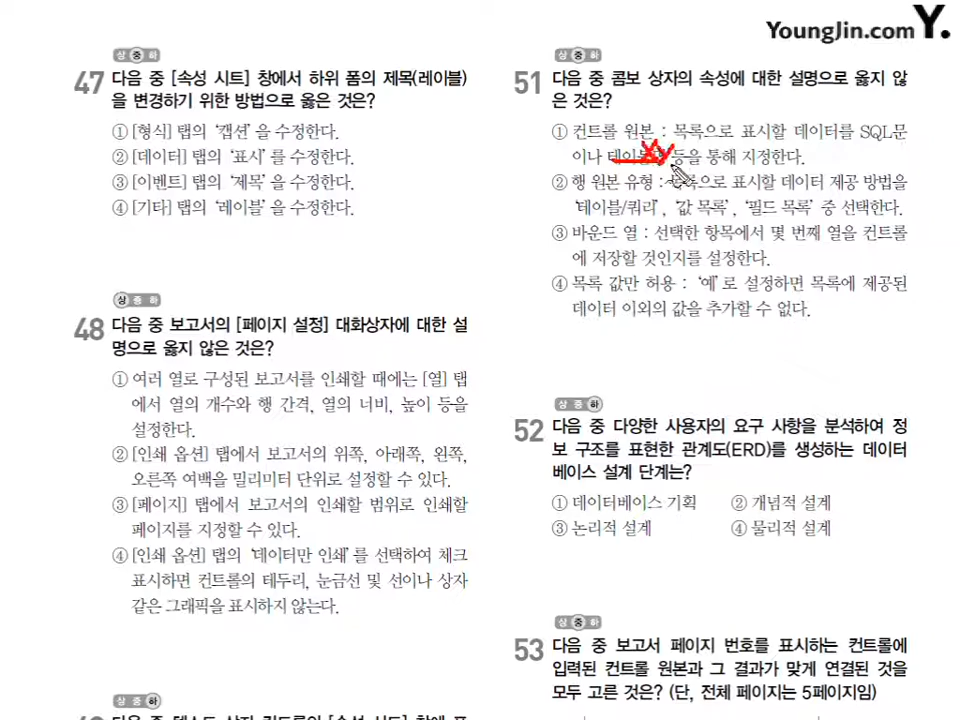 YoungJin.com Y.
상 중 하
47 다음 중 [속성 시트] 창에서 하위 폼의 제목(레이블)
을 변경하기 위한 방법으로 옳은 것은?
① [형식] 탭의 '캡션'을 수정한다.
② [데이터] 탭의 '표시'를 수정한다.
③ [이벤트] 탭의 '제목'을 수정한다.
④ [기타] 탭의 '레이블'을 수정한다.
상 중 하
48 다음 중 보고서의 [페이지 설정] 대화상자에 대한 설
명으로 옳지 않은 것은?
① 여러 열로 구성된 보고서를 인쇄할 때에는 [열] 탭
에서 열의 개수와 행 간격, 열의 너비, 높이 등을
설정한다.
② [인쇄 옵션] 탭에서 보고서의 위쪽, 아래쪽, 왼쪽,
오른쪽 여백을 밀리미터 단위로 설정할 수 있다.
③ [페이지] 탭에서 보고서의 인쇄할 범위로 인쇄할
페이지를 지정할 수 있다.
④ [인쇄 옵션] 탭의 '데이터만 인쇄'를 선택하여 체크
표시하면 컨트롤의 테두리, 눈금선 및 선이나 상자
같은 그래픽을 표시하지 않는다.
상 중 하
상 중 하
51 다음 중 콤보 상자의 속성에 대한 설명으로 옳지 않
은 것은?
① 컨트롤 원본 : 목록으로 표시할 데이터를 SQL문
이나 등을 통해 지정한다.
② 행 원본 유형 : 표시할 데이터 제공 방법을
'테이블/쿼리', '값 목록', '필드 목록' 중 선택한다.
③ 바운드 열 : 선택한 항목에서 몇 번째 열을 컨트롤
에 저장할 것인지를 설정한다.
④ 목록 값만 허용 : '예'로 설정하면 목록에 제공된
데이터 이외의 값을 추가할 수 없다.
상 중 하
52 다음 중 다양한 사용자의 요구 사항을 분석하여 정
보 구조를 표현한 관계도(ERD)를 생성하는 데이터
베이스 설계 단계는?
① 데이터베이스 기획 ② 개념적 설계
③ 논리적 설계 ④ 물리적 설계
상 중 하
53 다음 중 보고서 페이지 번호를 표시하는 컨트롤에
입력된 컨트롤 원본과 그 결과가 맞게 연결된 것을
모두 고른 것은? (단, 전체 페이지는 5페이지임)